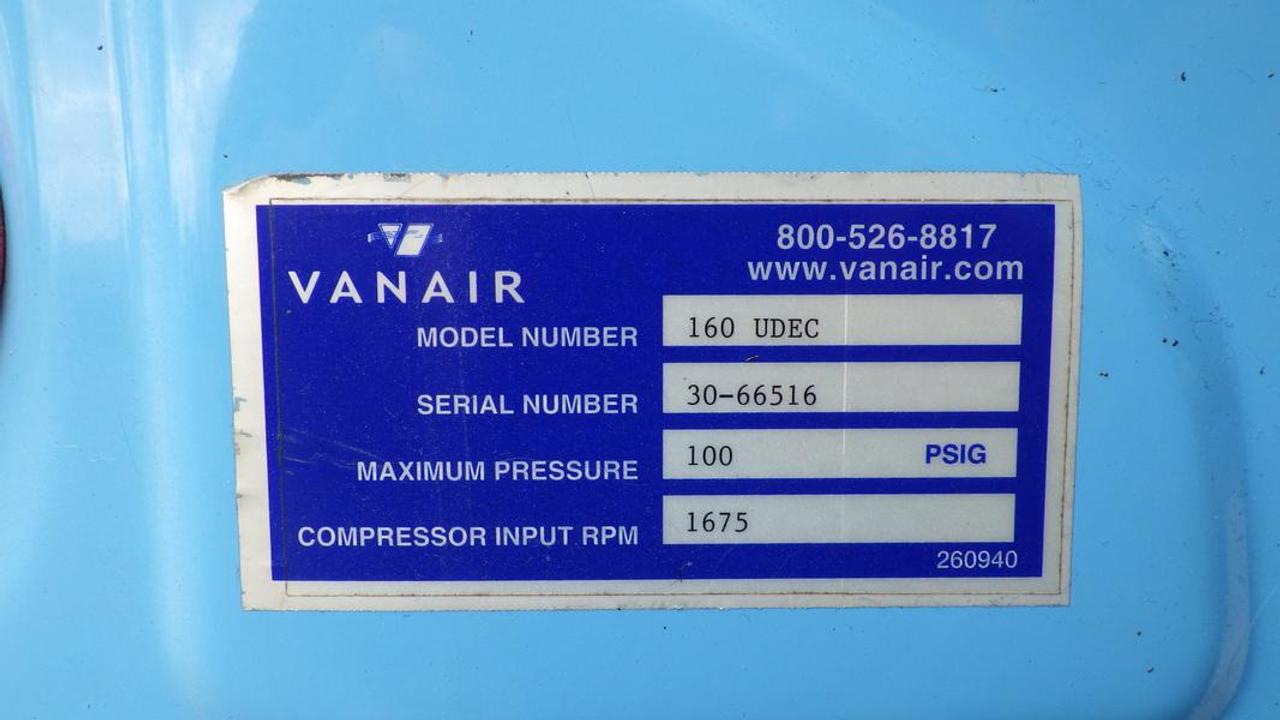 VANAIR
800-526-8817
www.vanair.com
MODEL NUMBER 160 UDEC
SERIAL NUMBER 30-66516
MAXIMUM PRESSURE 100 PSIG
COMPRESSOR INPUT RPM 1675
260940